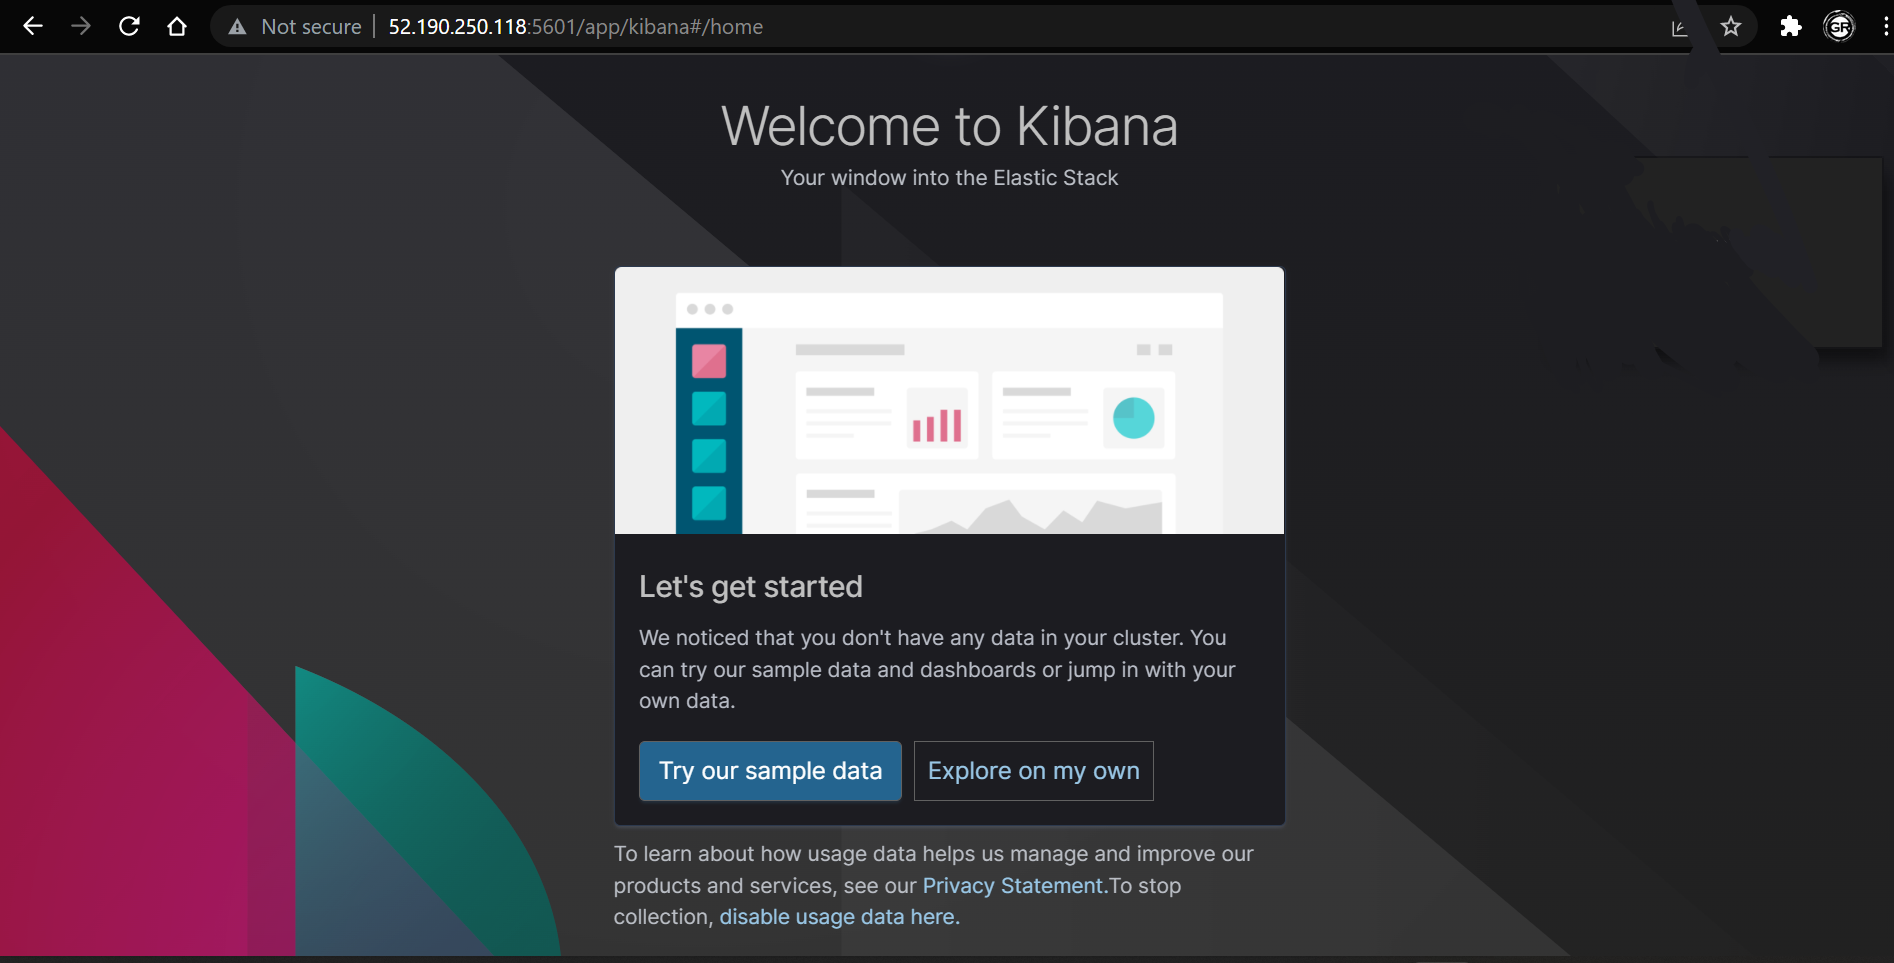 Not secure | 52.190.250.118:5601/app/kibana#/home
GR
Welcome to Kibana
Your window into the Elastic Stack
Let's get started
We noticed that you don't have any data in your cluster. You
can try our sample data and dashboards or jump in with your
own data.
Try our sample data
Explore on my own
To learn about how usage data helps us manage and improve our
products and services, see our Privacy Statement.To stop
collection, disable usage data here.